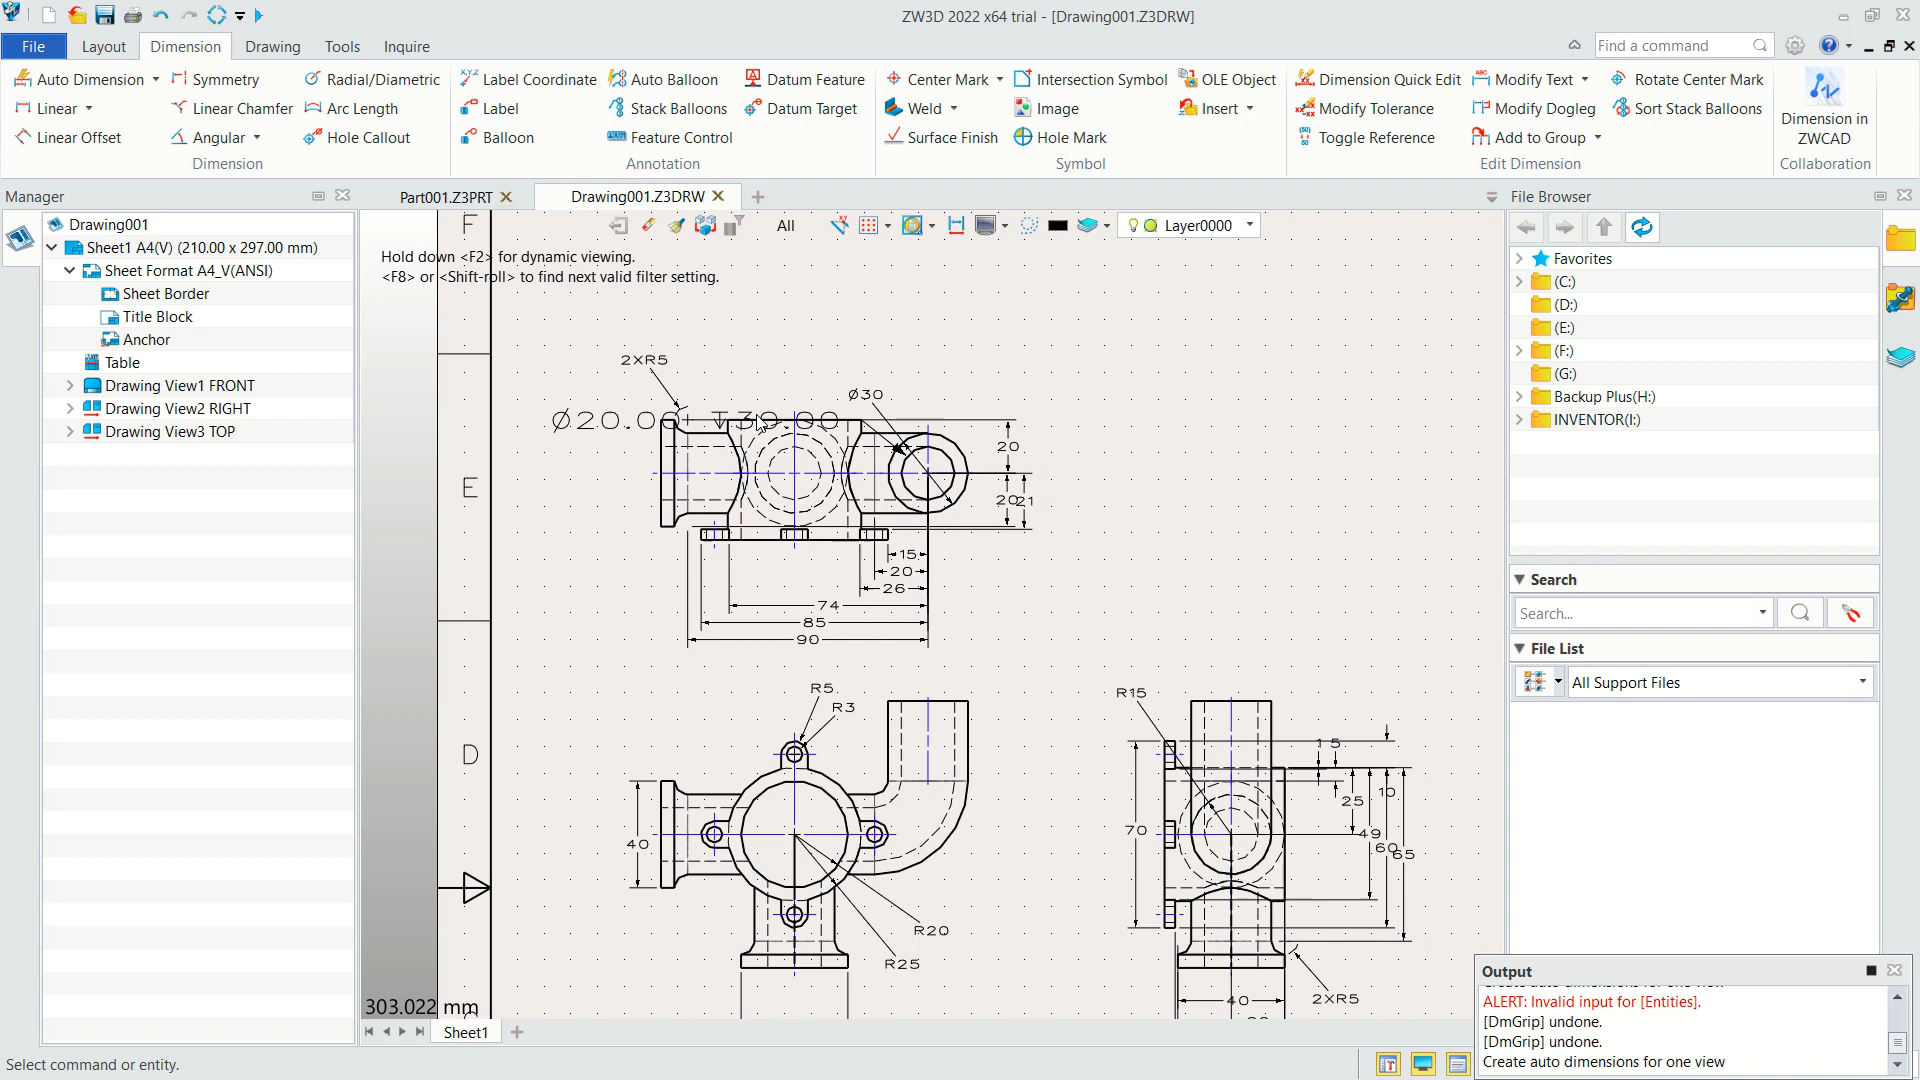 ZW3D 2022 x64 trial - [Drawing001.Z3DRW]
File Layout Dimension Drawing Tools Inquire
Find a command
Auto Dimension Symmetry Radial/Diametric Label Coordinate Auto Balloon Datum Feature Center Mark Intersection Symbol OLE Object Dimension Quick Edit Modify Text Rotate Center Mark
Linear Linear Chamfer Arc Length Label Stack Balloons Datum Target Weld Image Insert Modify Tolerance Modify Dogleg Sort Stack Balloons
Linear Offset Angular Hole Callout Balloon Feature Control Surface Finish Hole Mark Toggle Reference Add to Group
Dimension in
ZWCAD
Dimension Annotation Symbol Edit Dimension Collaboration
Manager
Part001.Z3PRT
Drawing001.Z3DRW
File Browser
Drawing001
Sheet1 A4(V) (210.00 x 297.00 mm)
Sheet Format A4_V(ANSI)
Sheet Border
Title Block
Anchor
Table
Drawing View1 FRONT
Drawing View2 RIGHT
Drawing View3 TOP
All
Layer0000
Hold down <F2> for dynamic viewing.
<F8> or <Shift-roll> to find next valid filter setting.
F
E
D
2XR5
Ø30
Ø20.00 ↧30.00
20
20
21
15
20
26
74
85
90
R5
R3
40
R20
R25
R15
1 5
10
25
70
49
60
65
40
2XR5
303.022 mm
Sheet1
Favorites
(C:)
(D:)
(E:)
(F:)
(G:)
Backup Plus(H:)
INVENTOR(I:)
Search
Search...
File List
All Support Files
Output
ALERT: Invalid input for [Entities].
[DmGrip] undone.
[DmGrip] undone.
Create auto dimensions for one view
Select command or entity.